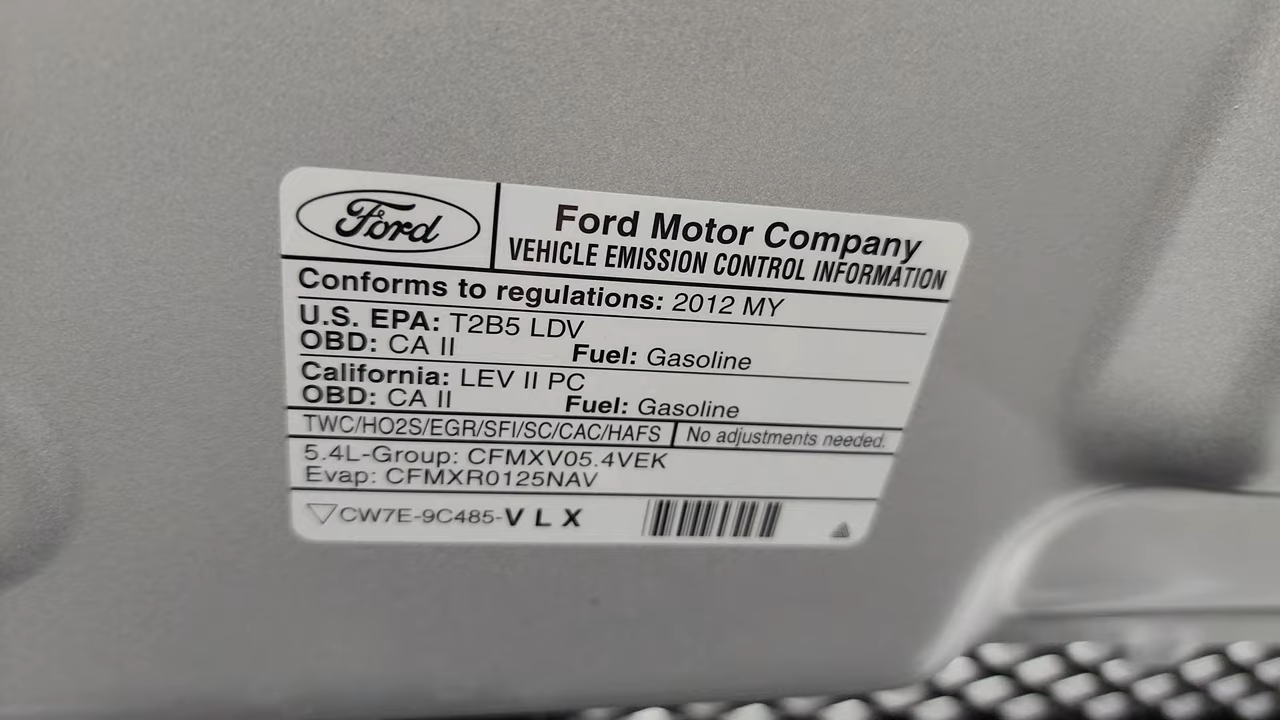 Ford
Ford Motor Company
VEHICLE EMISSION CONTROL INFORMATION
Conforms to regulations: 2012 MY
U.S. EPA: T2B5 LDV
OBD: CA II Fuel: Gasoline
California: LEV II PC
OBD: CA II Fuel: Gasoline
TWC/HO2S/EGR/SFI/SC/CAC/HAFS No adjustments needed.
5.4L-Group: CFMXV05.4VEK
Evap: CFMXR0125NAV
CW7E-9C485-V L X